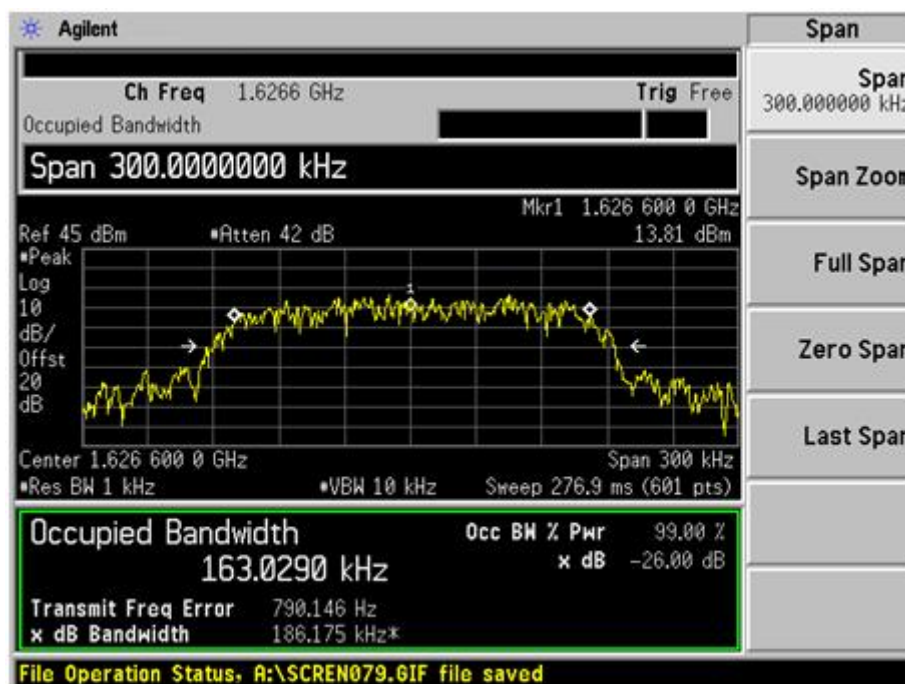 Agilent
Span
Ch Freq 1.6266 GHz Trig Free
Occupied Bandwidth
Span 300.0000000 kHz
Mkr1 1.626 600 0 GHz
Ref 45 dBm *Atten 42 dB 13.81 dBm
*Peak
Log
10
dB/
Offst
20
dB
1
Center 1.626 600 0 GHz Span 300 kHz
*Res BW 1 kHz *VBW 10 kHz Sweep 276.9 ms (601 pts)
Occupied Bandwidth Occ BW % Pwr 99.00 %
163.0290 kHz x dB -26.00 dB
Transmit Freq Error 790.146 Hz
x dB Bandwidth 186.175 kHz*
File Operation Status, A:\SCREN079.GIF file saved
Span
300.000000 kHz
Span Zoom
Full Span
Zero Span
Last Span